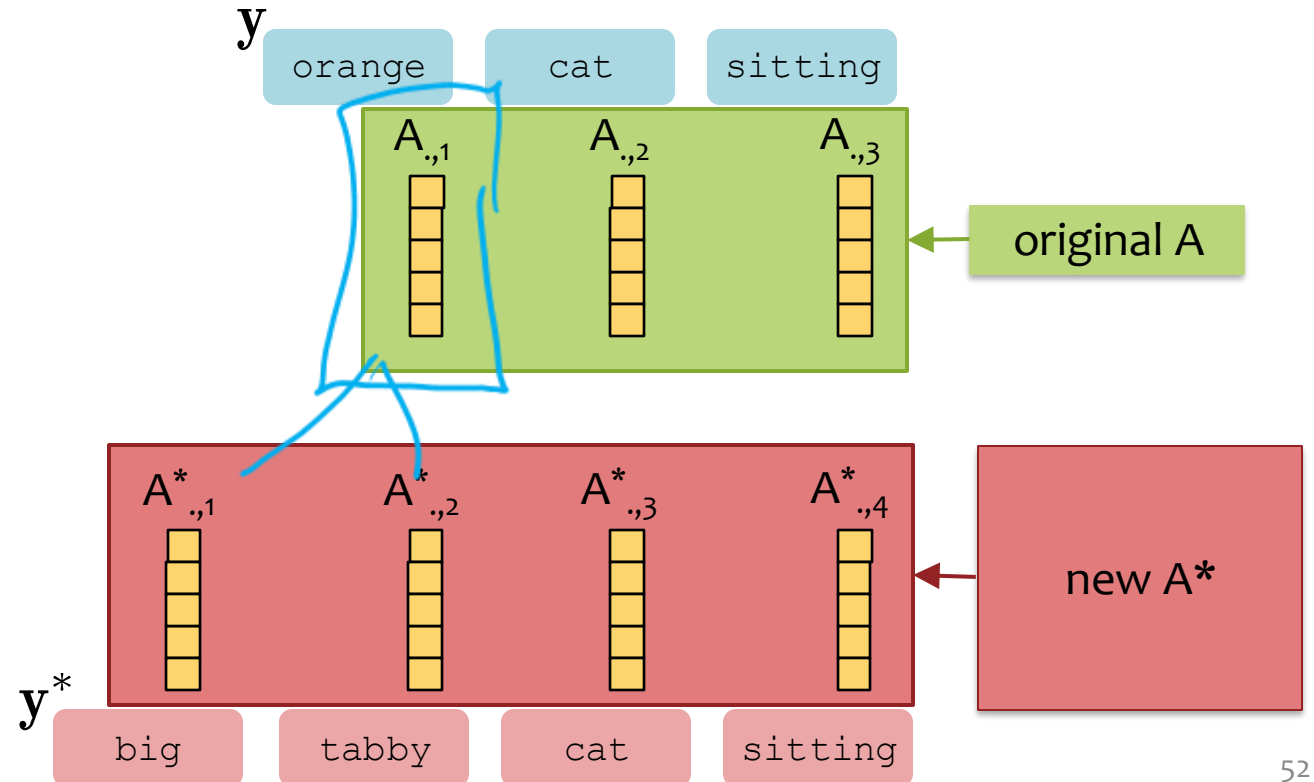 y
orange cat sitting
A.,1 A.,2 A.,3
original A
A*.,1 A*.,2 A*.,3 A*.,4
new A*
y*
big tabby cat sitting
52